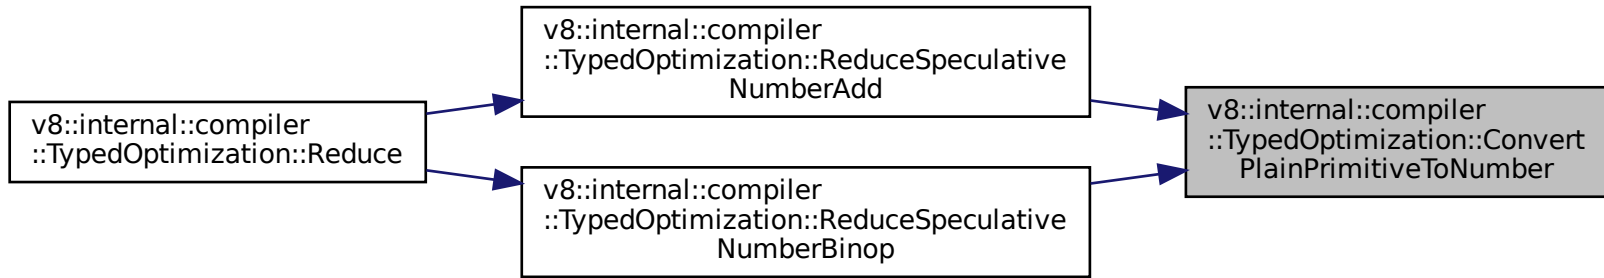 v8::internal::compiler
::TypedOptimization::Reduce
v8::internal::compiler
::TypedOptimization::ReduceSpeculative
NumberAdd
v8::internal::compiler
::TypedOptimization::ReduceSpeculative
NumberBinop
v8::internal::compiler
::TypedOptimization::Convert
PlainPrimitiveToNumber